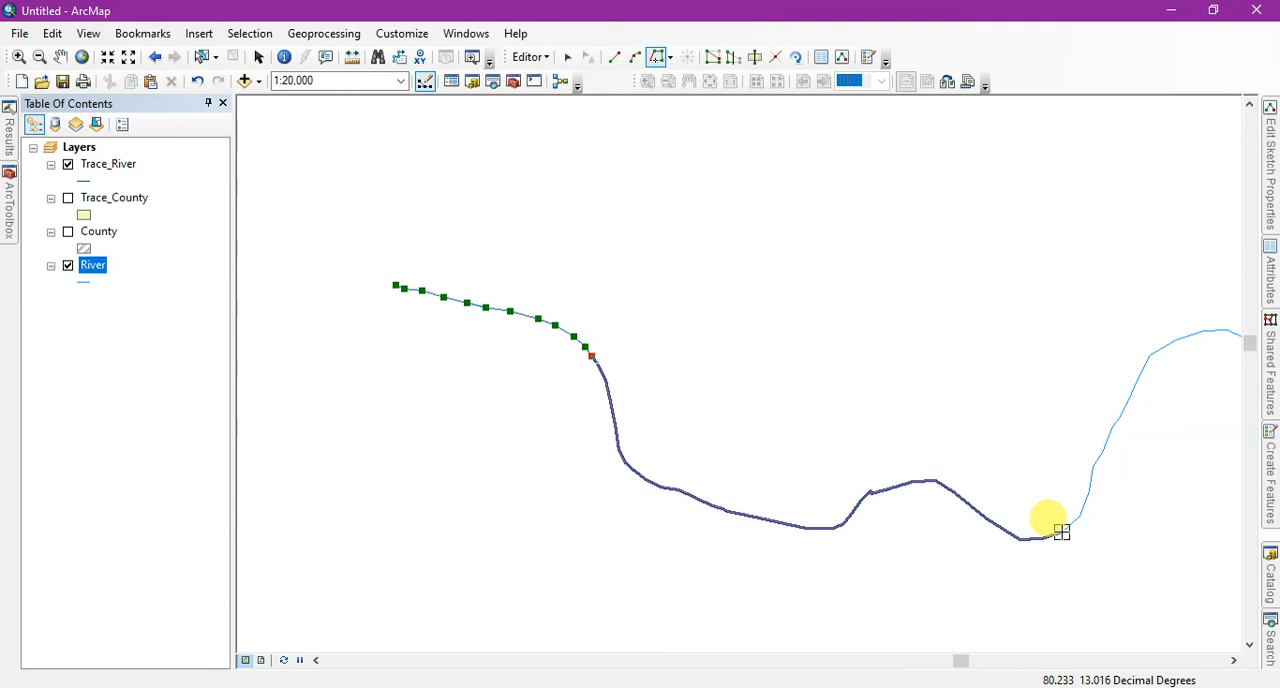 Untitled - ArcMap
File Edit View Bookmarks Insert Selection Geoprocessing Customize Windows Help
Editor
1:20,000
Table Of Contents
Results
ArcToolbox
Layers
Trace_River
Trace_County
County
River
Edit Sketch Properties
Attributes
Shared Features
Create Features
Catalog
Search
80.233 13.016 Decimal Degrees